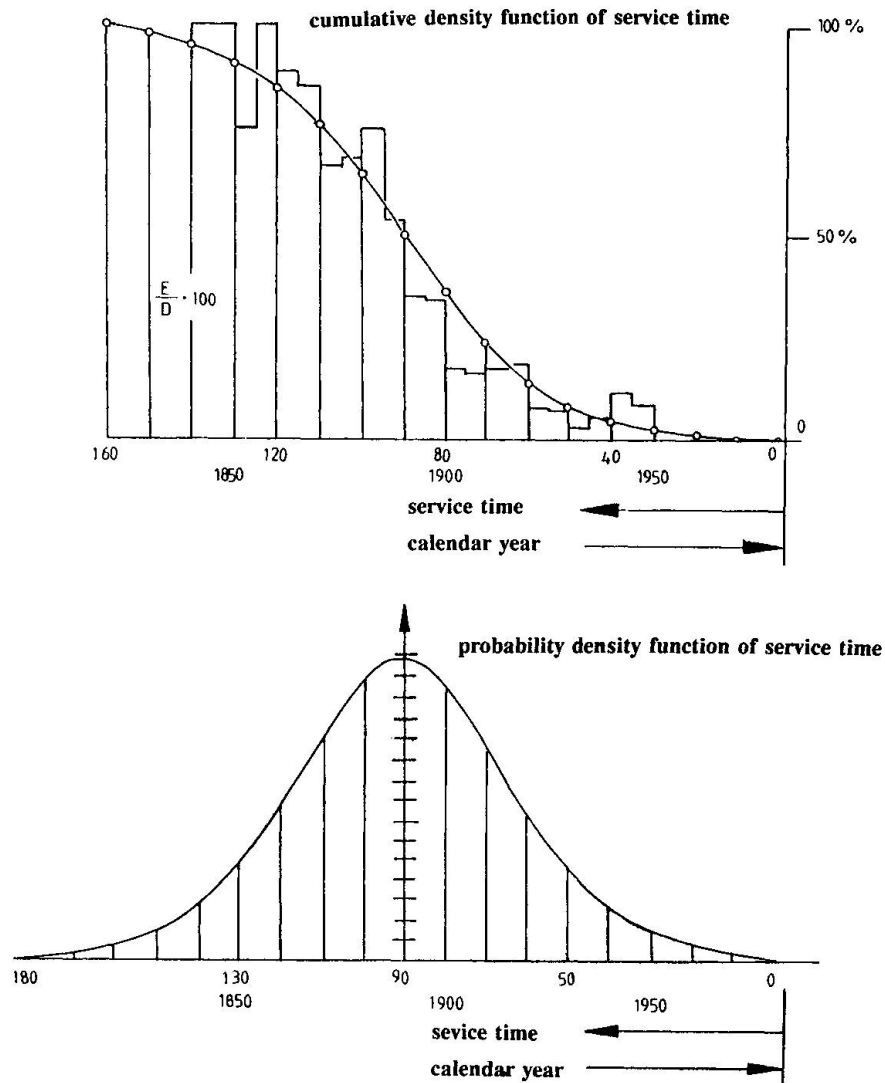 cumulative density function of service time
100 %
50 %
E/D · 100
0
160 120 80 40 0
1850 1900 1950
service time
calendar year
probability density function of service time
180 130 90 50 0
1850 1900 1950
sevice time
calendar year